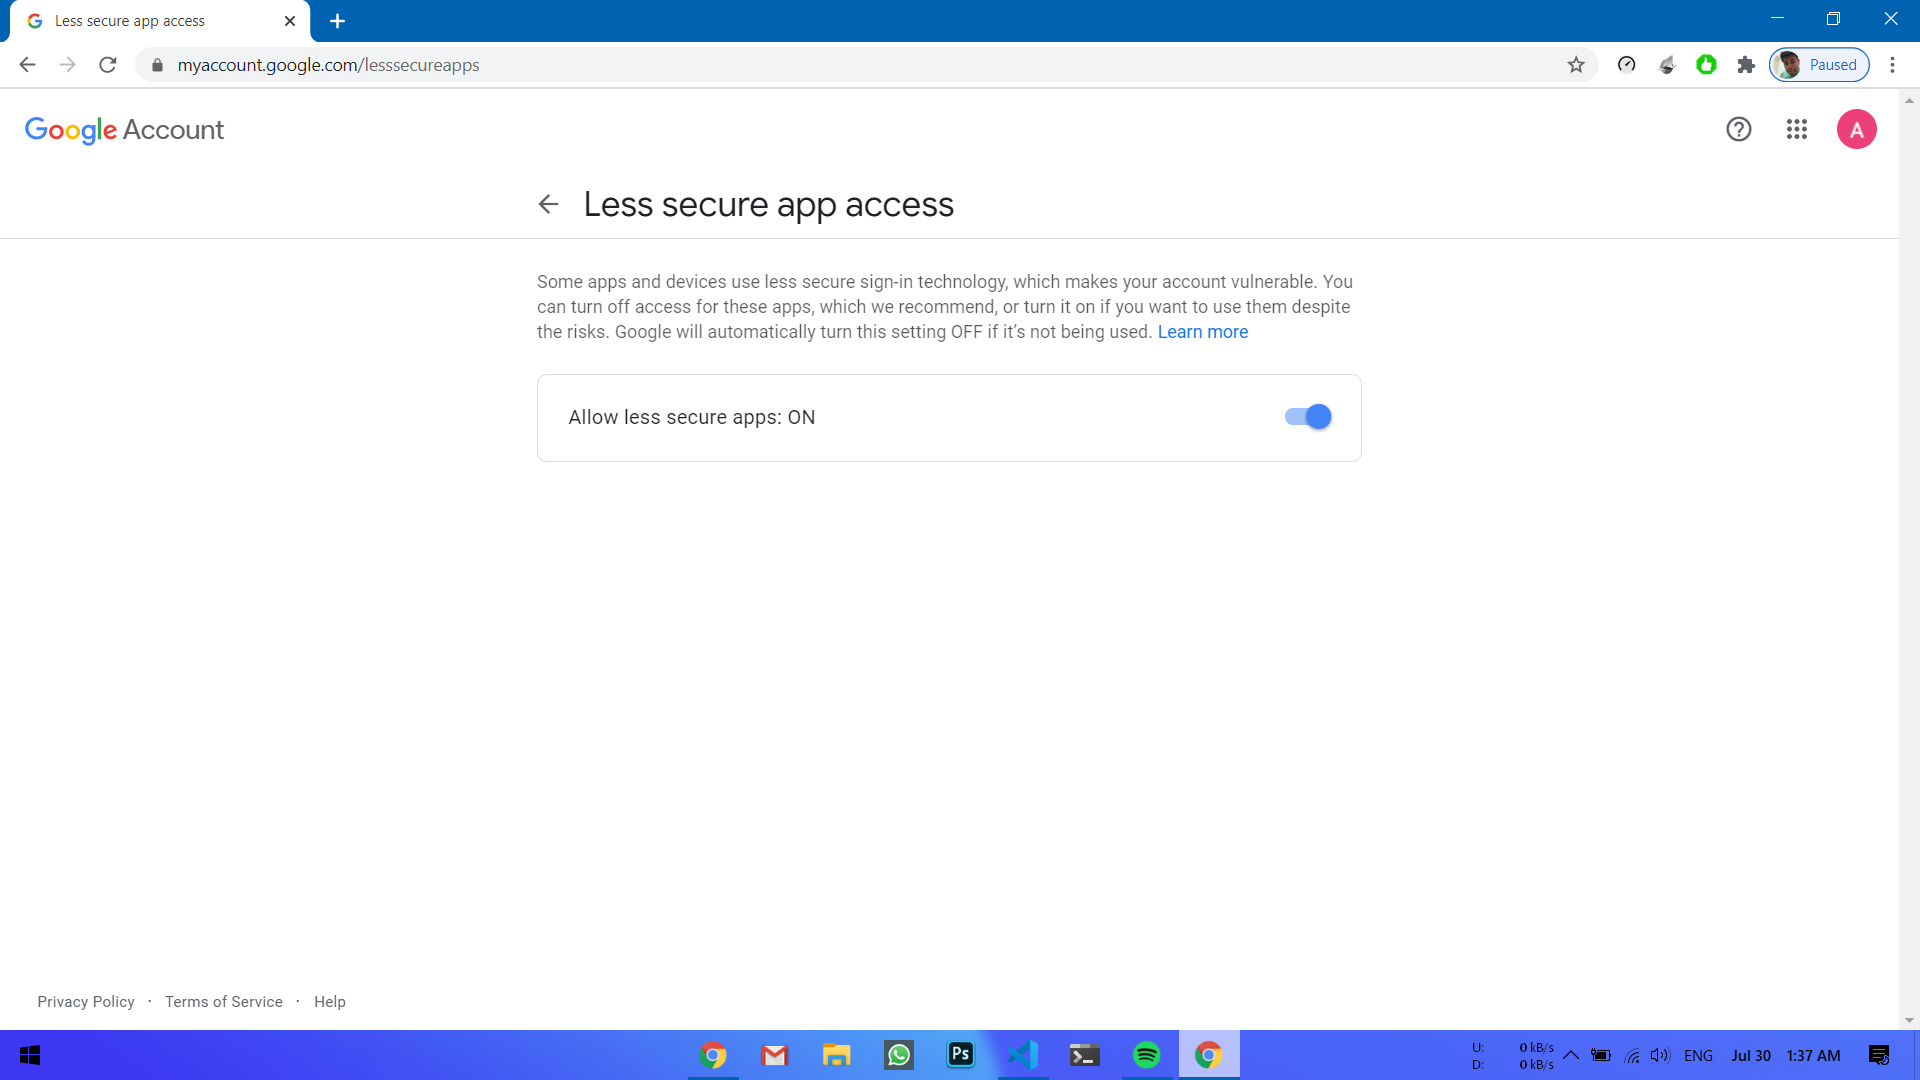 Less secure app access
myaccount.google.com/lesssecureapps
Paused
Google Account
A
Less secure app access
Some apps and devices use less secure sign-in technology, which makes your account vulnerable. You
can turn off access for these apps, which we recommend, or turn it on if you want to use them despite
the risks. Google will automatically turn this setting OFF if it’s not being used. Learn more
Allow less secure apps: ON
Privacy Policy · Terms of Service · Help
Ps
U: 0 kB/s
D: 0 kB/s
ENG Jul 30 1:37 AM